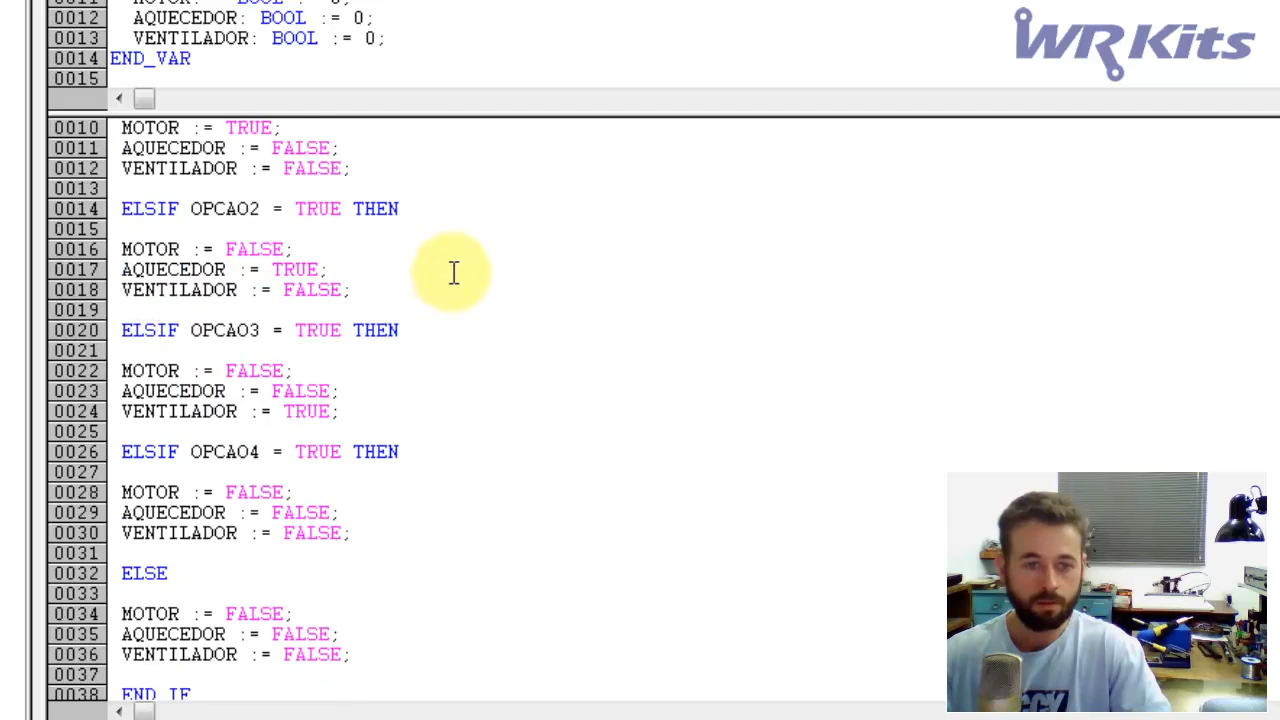 0012 AQUECEDOR: BOOL := 0;
0013 VENTILADOR: BOOL := 0;
0014 END_VAR
0015
WR Kits
0010 MOTOR := TRUE;
0011 AQUECEDOR := FALSE;
0012 VENTILADOR := FALSE;
0013
0014 ELSIF OPCAO2 = TRUE THEN
0015
0016 MOTOR := FALSE;
0017 AQUECEDOR := TRUE;
0018 VENTILADOR := FALSE;
0019
0020 ELSIF OPCAO3 = TRUE THEN
0021
0022 MOTOR := FALSE;
0023 AQUECEDOR := FALSE;
0024 VENTILADOR := TRUE;
0025
0026 ELSIF OPCAO4 = TRUE THEN
0027
0028 MOTOR := FALSE;
0029 AQUECEDOR := FALSE;
0030 VENTILADOR := FALSE;
0031
0032 ELSE
0033
0034 MOTOR := FALSE;
0035 AQUECEDOR := FALSE;
0036 VENTILADOR := FALSE;
0037
0038 END_IF